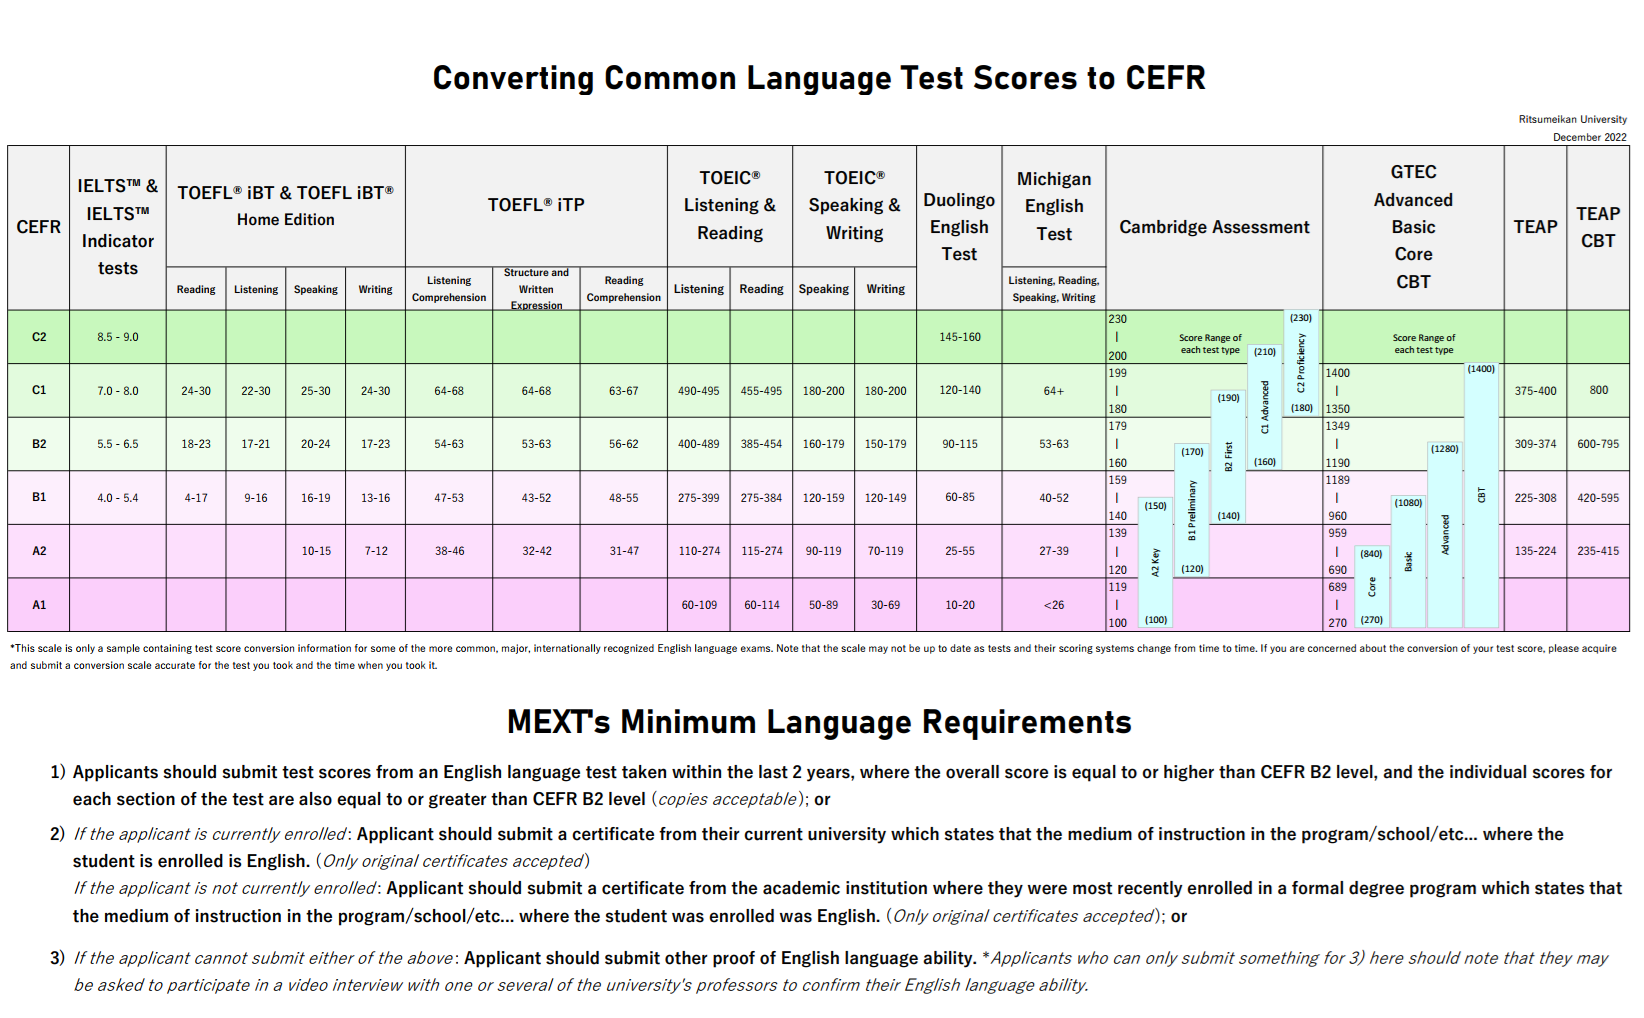 Converting Common Language Test Scores to CEFR
Ritsumeikan University
December 2022
CEFR
IELTS™ &
IELTS™
Indicator
tests
TOEFL® iBT & TOEFL iBT®
Home Edition
TOEFL® iTP
TOEIC®
Listening &
Reading
TOEIC®
Speaking &
Writing
Duolingo
English
Test
Michigan
English
Test
Cambridge Assessment
GTEC
Advanced
Basic
Core
CBT
TEAP
TEAP
CBT
Reading Listening Speaking Writing
Listening
Comprehension
Structure and
Written
Expression
Reading
Comprehension
Listening Reading Speaking Writing
Listening, Reading,
Speaking, Writing
C2 8.5 - 9.0 145-160
230
|
200
Score Range of
each test type
Score Range of
each test type
C1 7.0 - 8.0 24-30 22-30 25-30 24-30 64-68 64-68 63-67 490-495 455-495 180-200 180-200 120-140 64+
199
|
180
1400
|
1350
375-400 800
B2 5.5 - 6.5 18-23 17-21 20-24 17-23 54-63 53-63 56-62 400-489 385-454 160-179 150-179 90-115 53-63
179
|
160
1349
|
1190
309-374 600-795
B1 4.0 - 5.4 4-17 9-16 16-19 13-16 47-53 43-52 48-55 275-399 275-384 120-159 120-149 60-85 40-52
159
|
140
1189
|
960
225-308 420-595
A2 10-15 7-12 38-46 32-42 31-47 110-274 115-274 90-119 70-119 25-55 27-39
139
|
120
959
|
690
135-224 235-415
A1 60-109 60-114 50-89 30-69 10-20 <26
119
|
100
689
|
270
(150)
A2 Key
(100)
(170)
B1 Preliminary
(120)
(190)
B2 First
(140)
(210)
C1 Advanced
(160)
(230)
C2 Proficiency
(180)
(840)
Core
(270)
(1080)
Basic
(1280)
Advanced
(1400)
CBT
*This scale is only a sample containing test score conversion information for some of the more common, major, internationally recognized English language exams. Note that the scale may not be up to date as tests and their scoring systems change from time to time. If you are concerned about the conversion of your test score, please acquire
and submit a conversion scale accurate for the test you took and the time when you took it.
MEXT's Minimum Language Requirements
1) Applicants should submit test scores from an English language test taken within the last 2 years, where the overall score is equal to or higher than CEFR B2 level, and the individual scores for
each section of the test are also equal to or greater than CEFR B2 level (copies acceptable); or
2) If the applicant is currently enrolled: Applicant should submit a certificate from their current university which states that the medium of instruction in the program/school/etc... where the
student is enrolled is English. (Only original certificates accepted)
If the applicant is not currently enrolled: Applicant should submit a certificate from the academic institution where they were most recently enrolled in a formal degree program which states that
the medium of instruction in the program/school/etc... where the student was enrolled was English. (Only original certificates accepted); or
3) If the applicant cannot submit either of the above: Applicant should submit other proof of English language ability. *Applicants who can only submit something for 3) here should note that they may
be asked to participate in a video interview with one or several of the university's professors to confirm their English language ability.